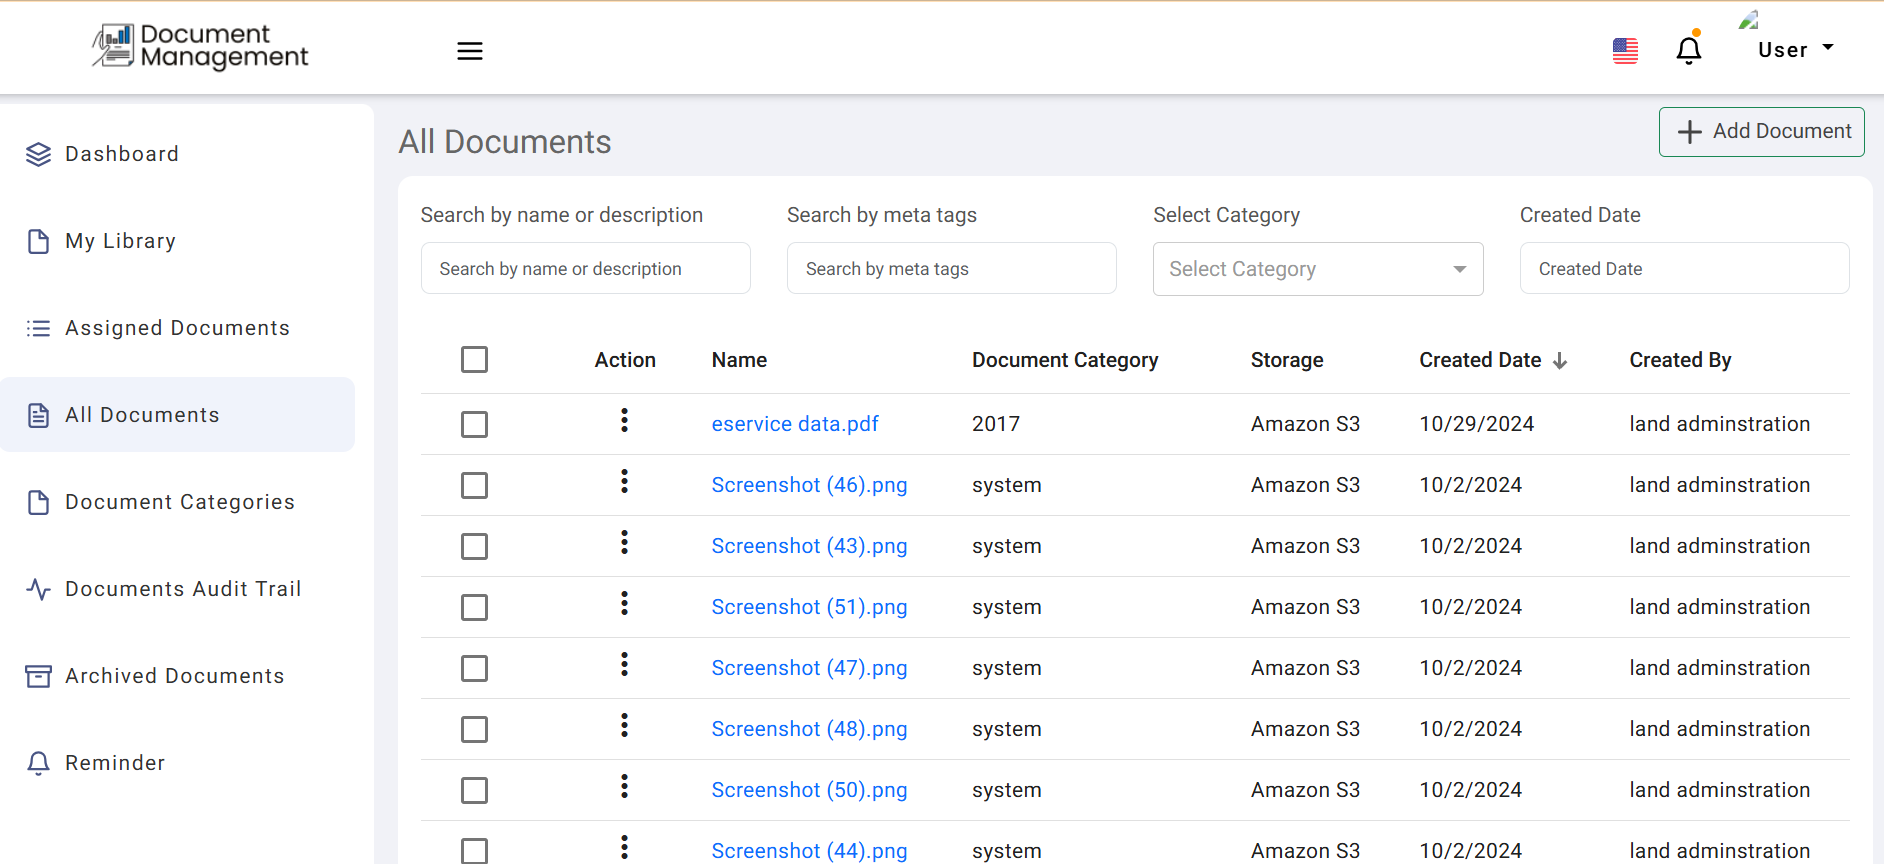 Document
Management
User
Dashboard
My Library
Assigned Documents
All Documents
Document Categories
Documents Audit Trail
Archived Documents
Reminder
All Documents
Add Document
Search by name or description Search by meta tags Select Category Created Date
Search by name or description Search by meta tags Select Category Created Date
Action Name Document Category Storage Created Date Created By
eservice data.pdf 2017 Amazon S3 10/29/2024 land adminstration
Screenshot (46).png system Amazon S3 10/2/2024 land adminstration
Screenshot (43).png system Amazon S3 10/2/2024 land adminstration
Screenshot (51).png system Amazon S3 10/2/2024 land adminstration
Screenshot (47).png system Amazon S3 10/2/2024 land adminstration
Screenshot (48).png system Amazon S3 10/2/2024 land adminstration
Screenshot (50).png system Amazon S3 10/2/2024 land adminstration
Screenshot (44).png system Amazon S3 10/2/2024 land adminstration